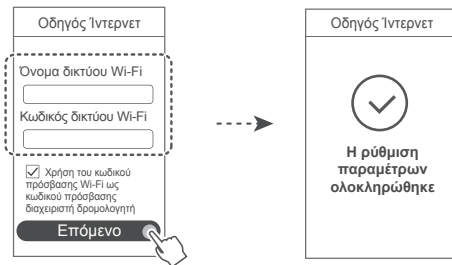 Οδηγός Ίντερνετ
Όνομα δικτύου Wi-Fi
Κωδικός δικτύου Wi-Fi
Χρήση του κωδικού
πρόσβασης Wi-Fi ως
κωδικού πρόσβασης
διαχειριστή δρομολογητή
Επόμενο
Οδηγός Ίντερνετ
Η ρύθμιση
παραμέτρων
ολοκληρώθηκε